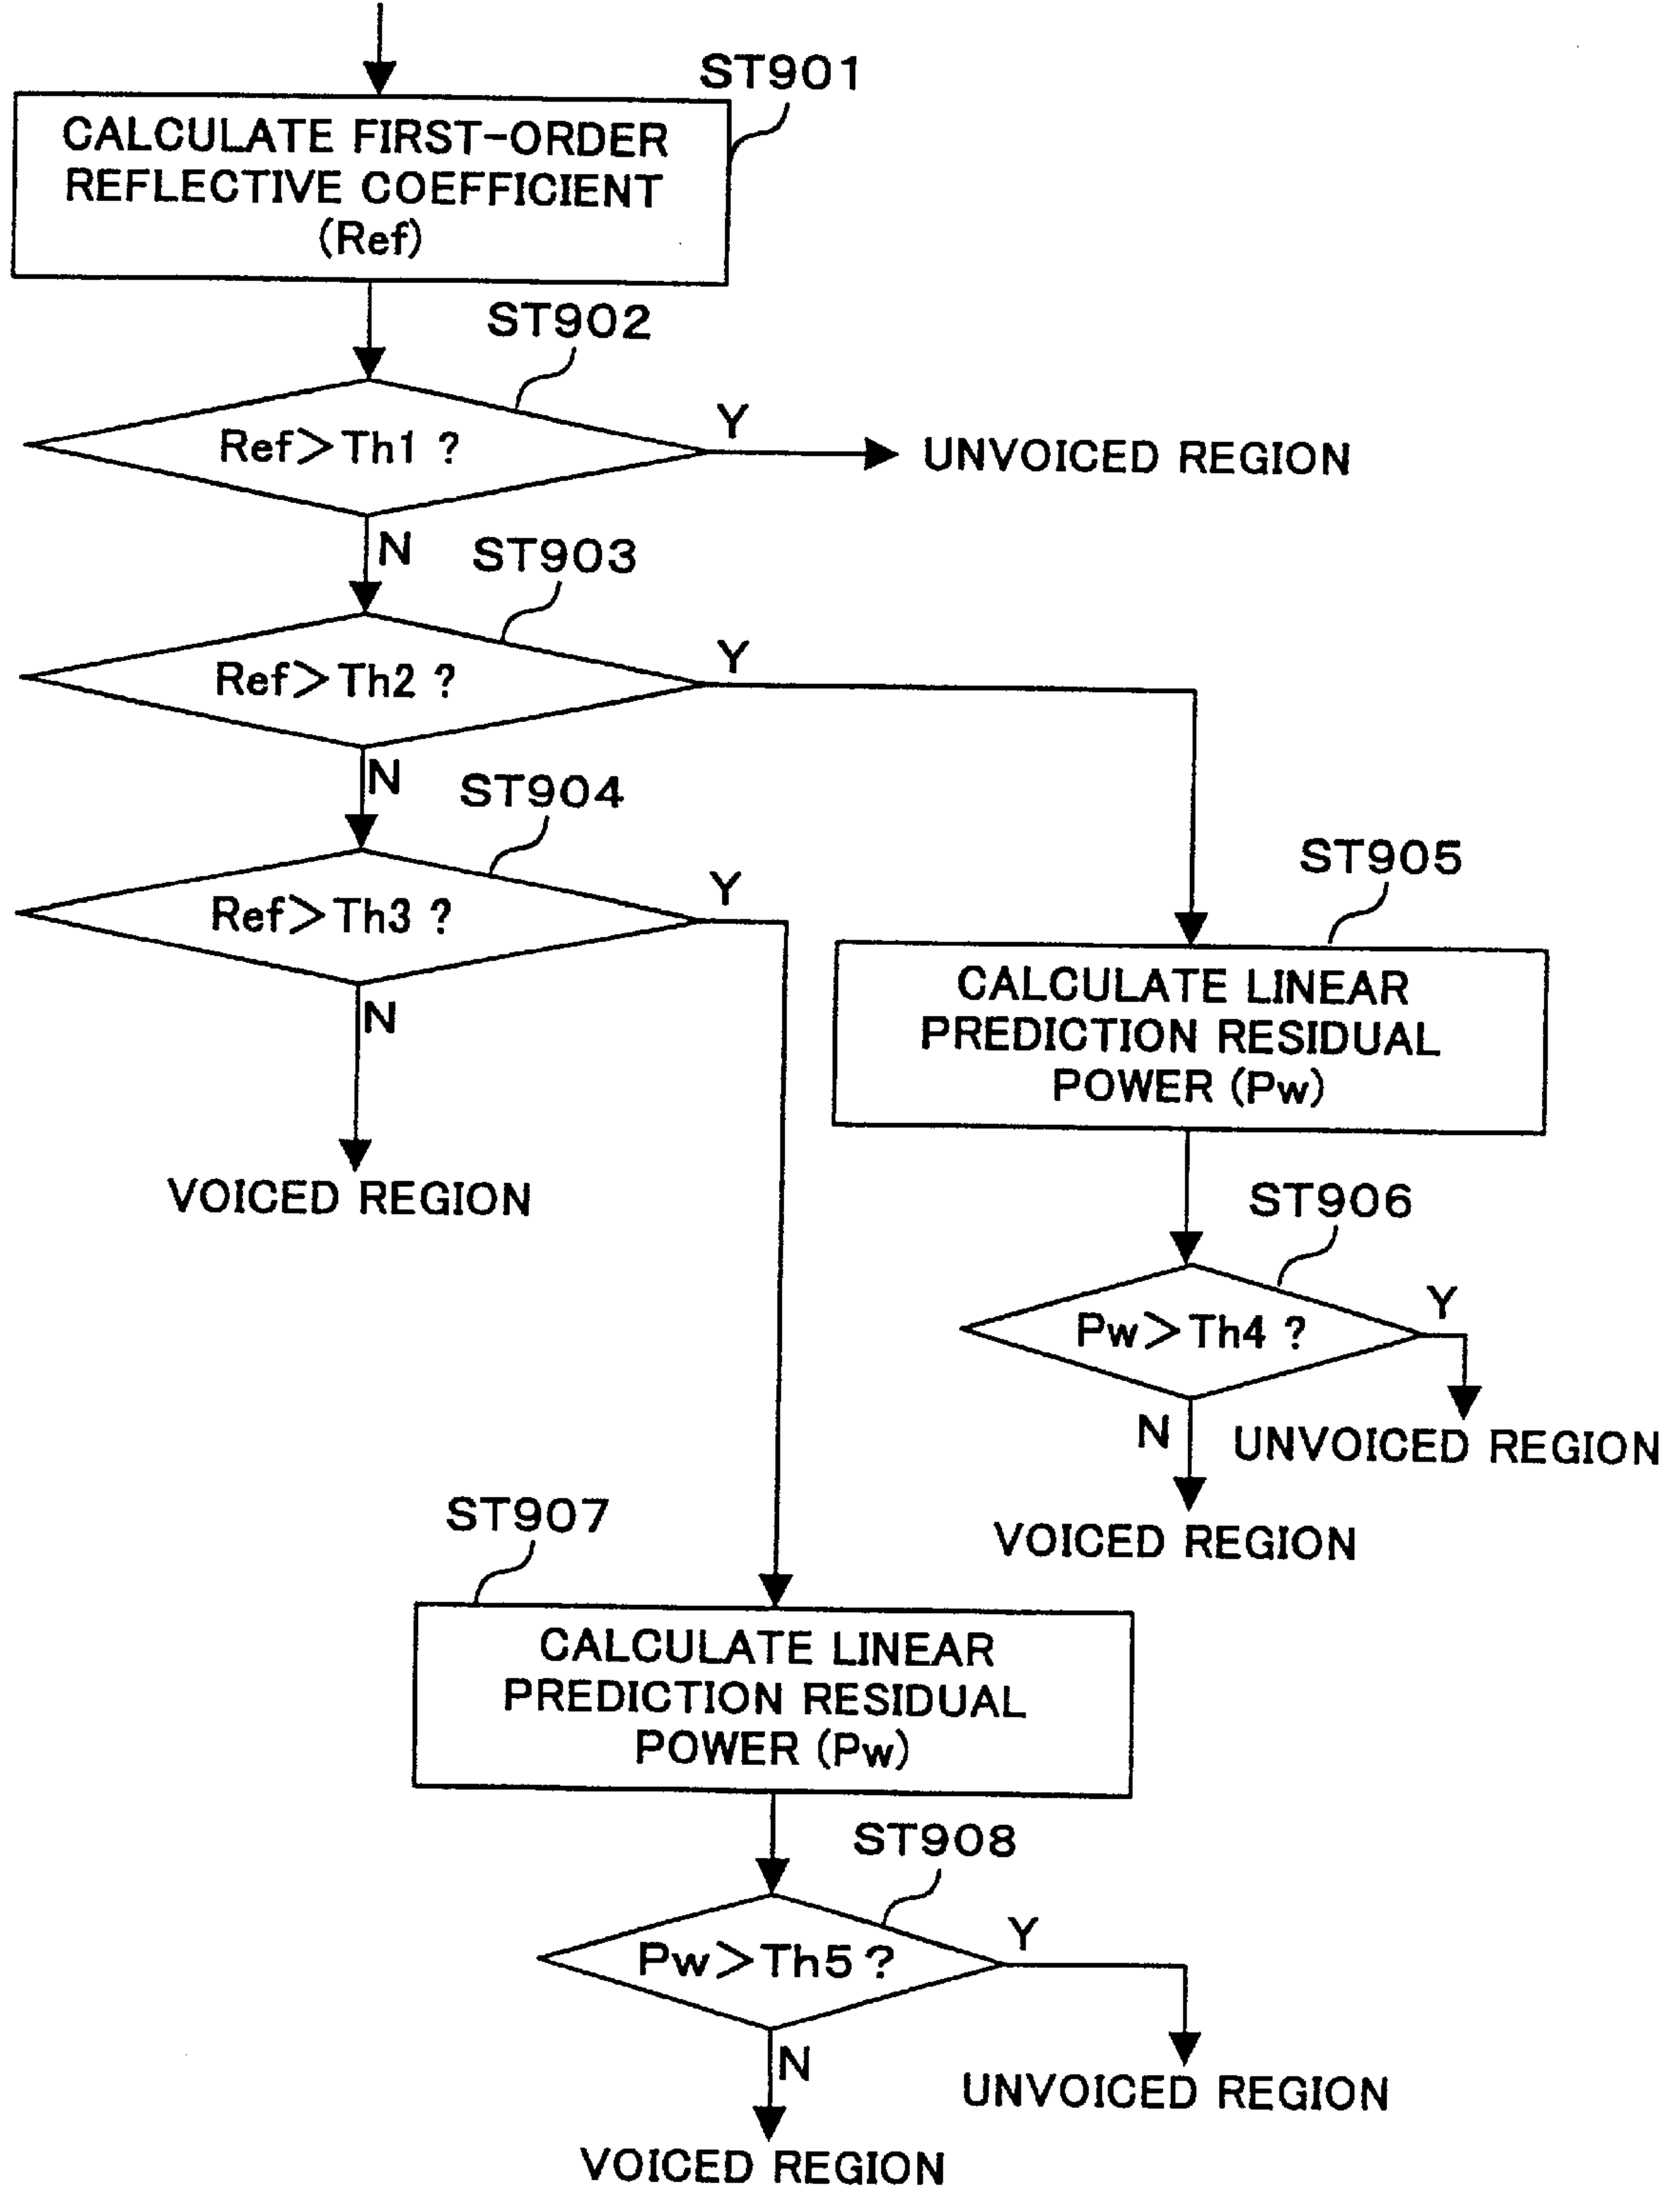 ST901
CALCULATE FIRST-ORDER
REFLECTIVE COEFFICIENT
(Ref)
ST902
Ref>Th1 ?
Y
UNVOICED REGION
N
ST903
Ref>Th2 ?
Y
N
ST904
Ref>Th3 ?
Y
N
VOICED REGION
ST905
CALCULATE LINEAR
PREDICTION RESIDUAL
POWER (Pw)
ST906
Pw>Th4 ?
Y
UNVOICED REGION
N
VOICED REGION
ST907
CALCULATE LINEAR
PREDICTION RESIDUAL
POWER (Pw)
ST908
Pw>Th5 ?
Y
UNVOICED REGION
N
VOICED REGION